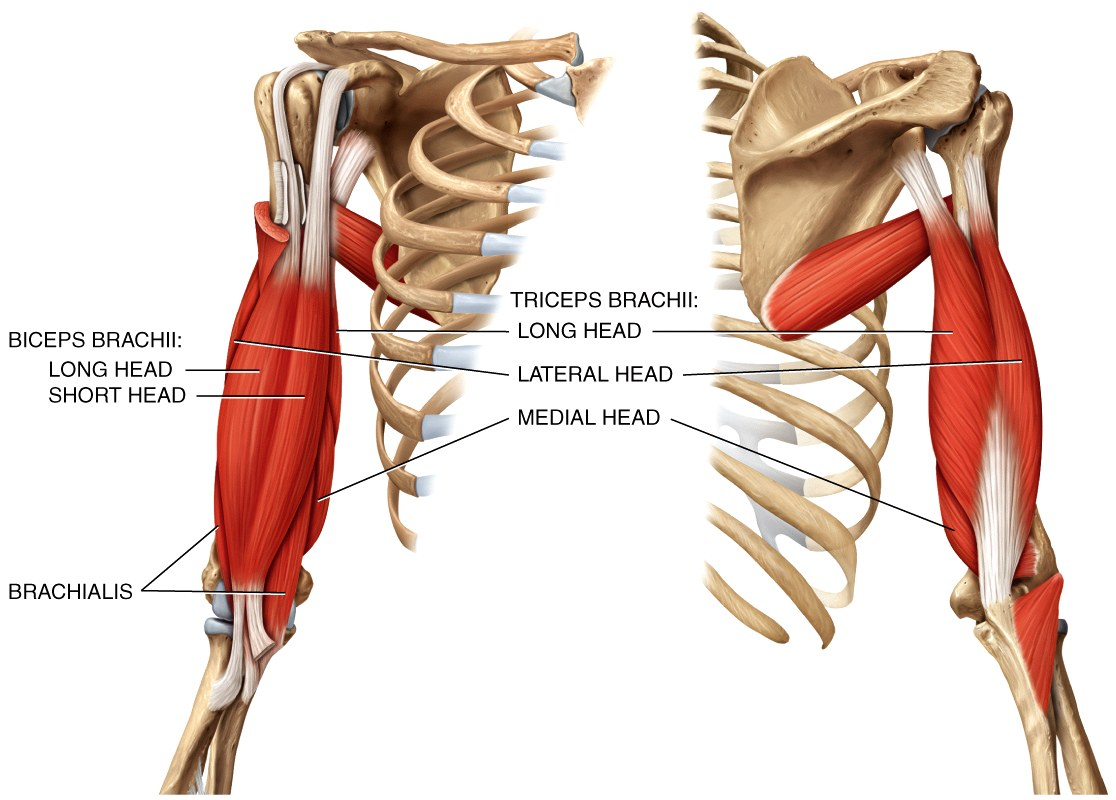 BICEPS BRACHII:
LONG HEAD
SHORT HEAD
BRACHIALIS
TRICEPS BRACHII:
LONG HEAD
LATERAL HEAD
MEDIAL HEAD